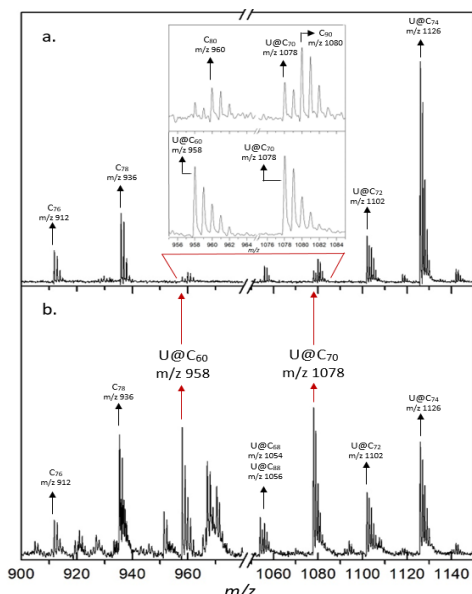 a.
C80
m/z 960
U@C70
m/z 1078
C90
m/z 1080
U@C74
m/z 1126
U@C60
m/z 958
U@C70
m/z 1078
C78
m/z 936
C76
m/z 912
U@C72
m/z 1102
956 958 960 962 964 1076 1078 1080 1082 1084
m/z
b.
U@C60
m/z 958
U@C70
m/z 1078
C78
m/z 936
U@C74
m/z 1126
U@C68
m/z 1054
U@C88
m/z 1056
U@C72
m/z 1102
C76
m/z 912
900 920 940 960 1060 1080 1100 1120 1140
m/z